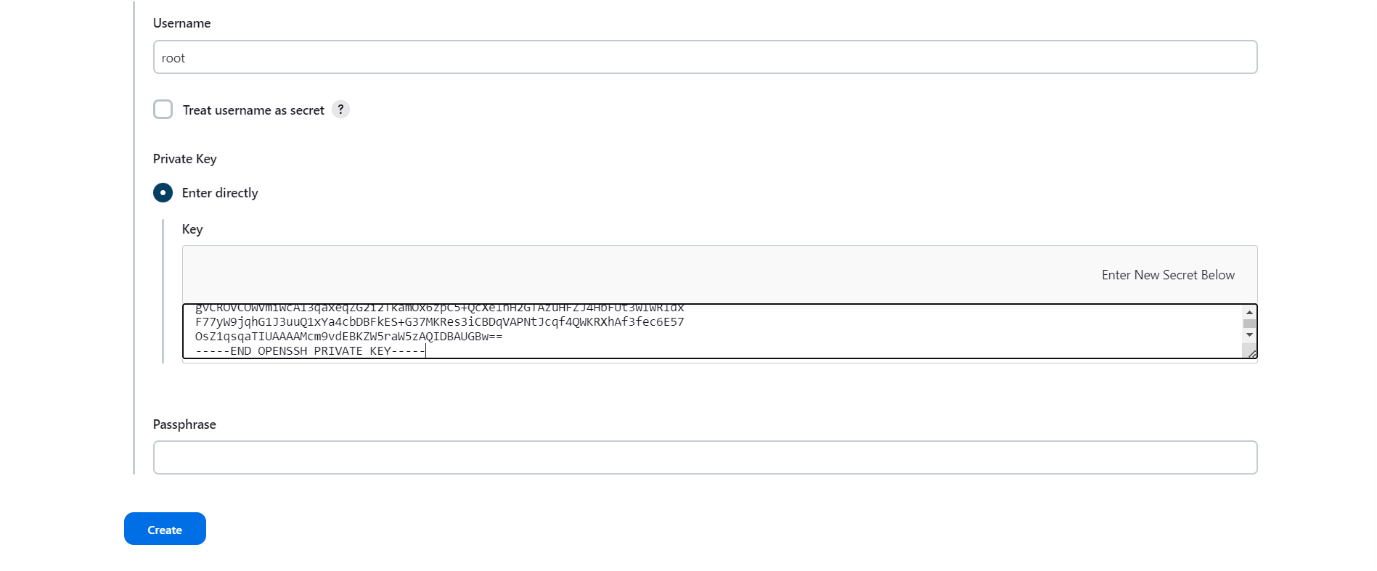 Username
root
Treat username as secret ?
Private Key
Enter directly
Key
Enter New Secret Below
F77yW9jqhG1J3uuQ1xYa4cbDBFkES+G37MKRes3iCBDqVAPNtJcqf4QWKRXhAf3fec6E57
OsZ1qsqaTIUAAAAMcm9vdEBKZW5raW5zAQIDBAUGBw==
-----END OPENSSH PRIVATE KEY-----
Passphrase
Create